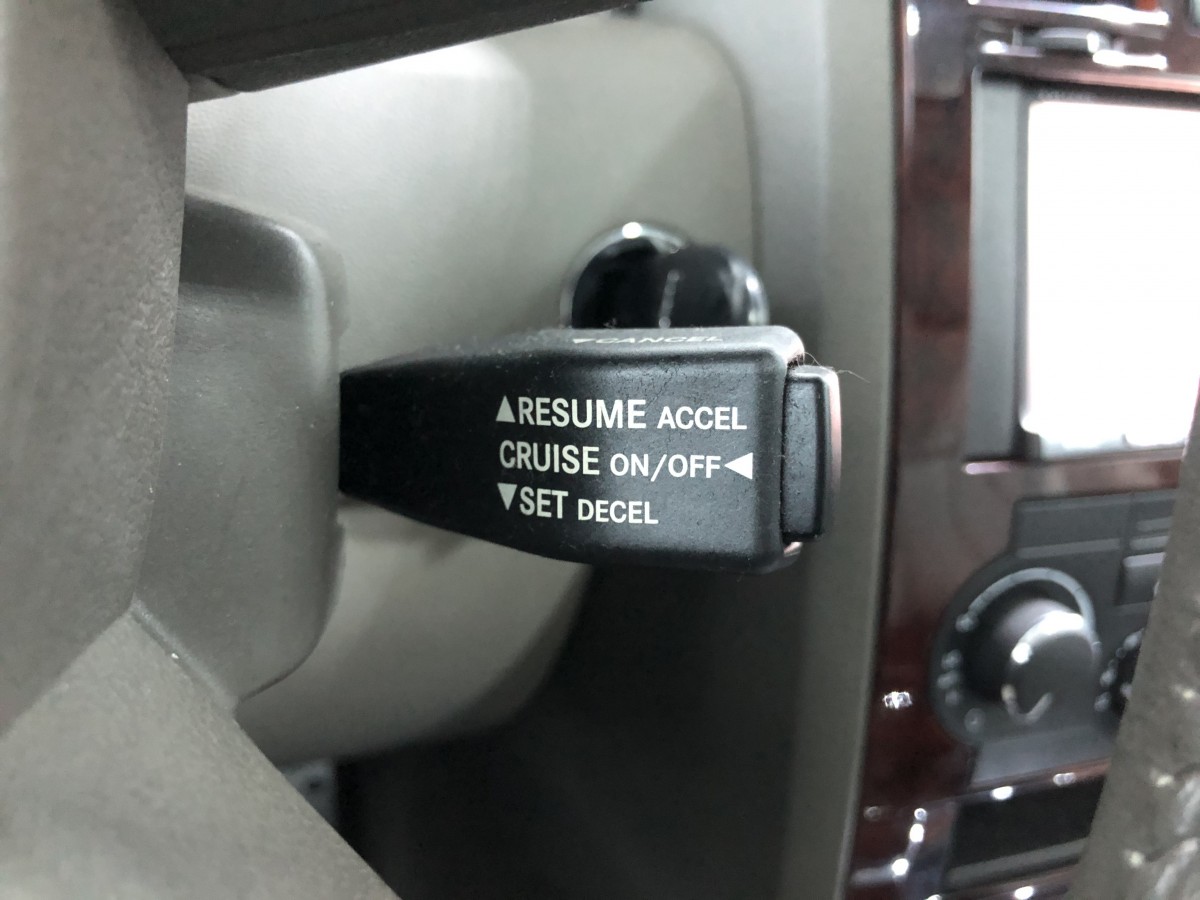 ▼CANCEL
▲RESUME ACCEL
CRUISE ON/OFF◀
▼SET DECEL